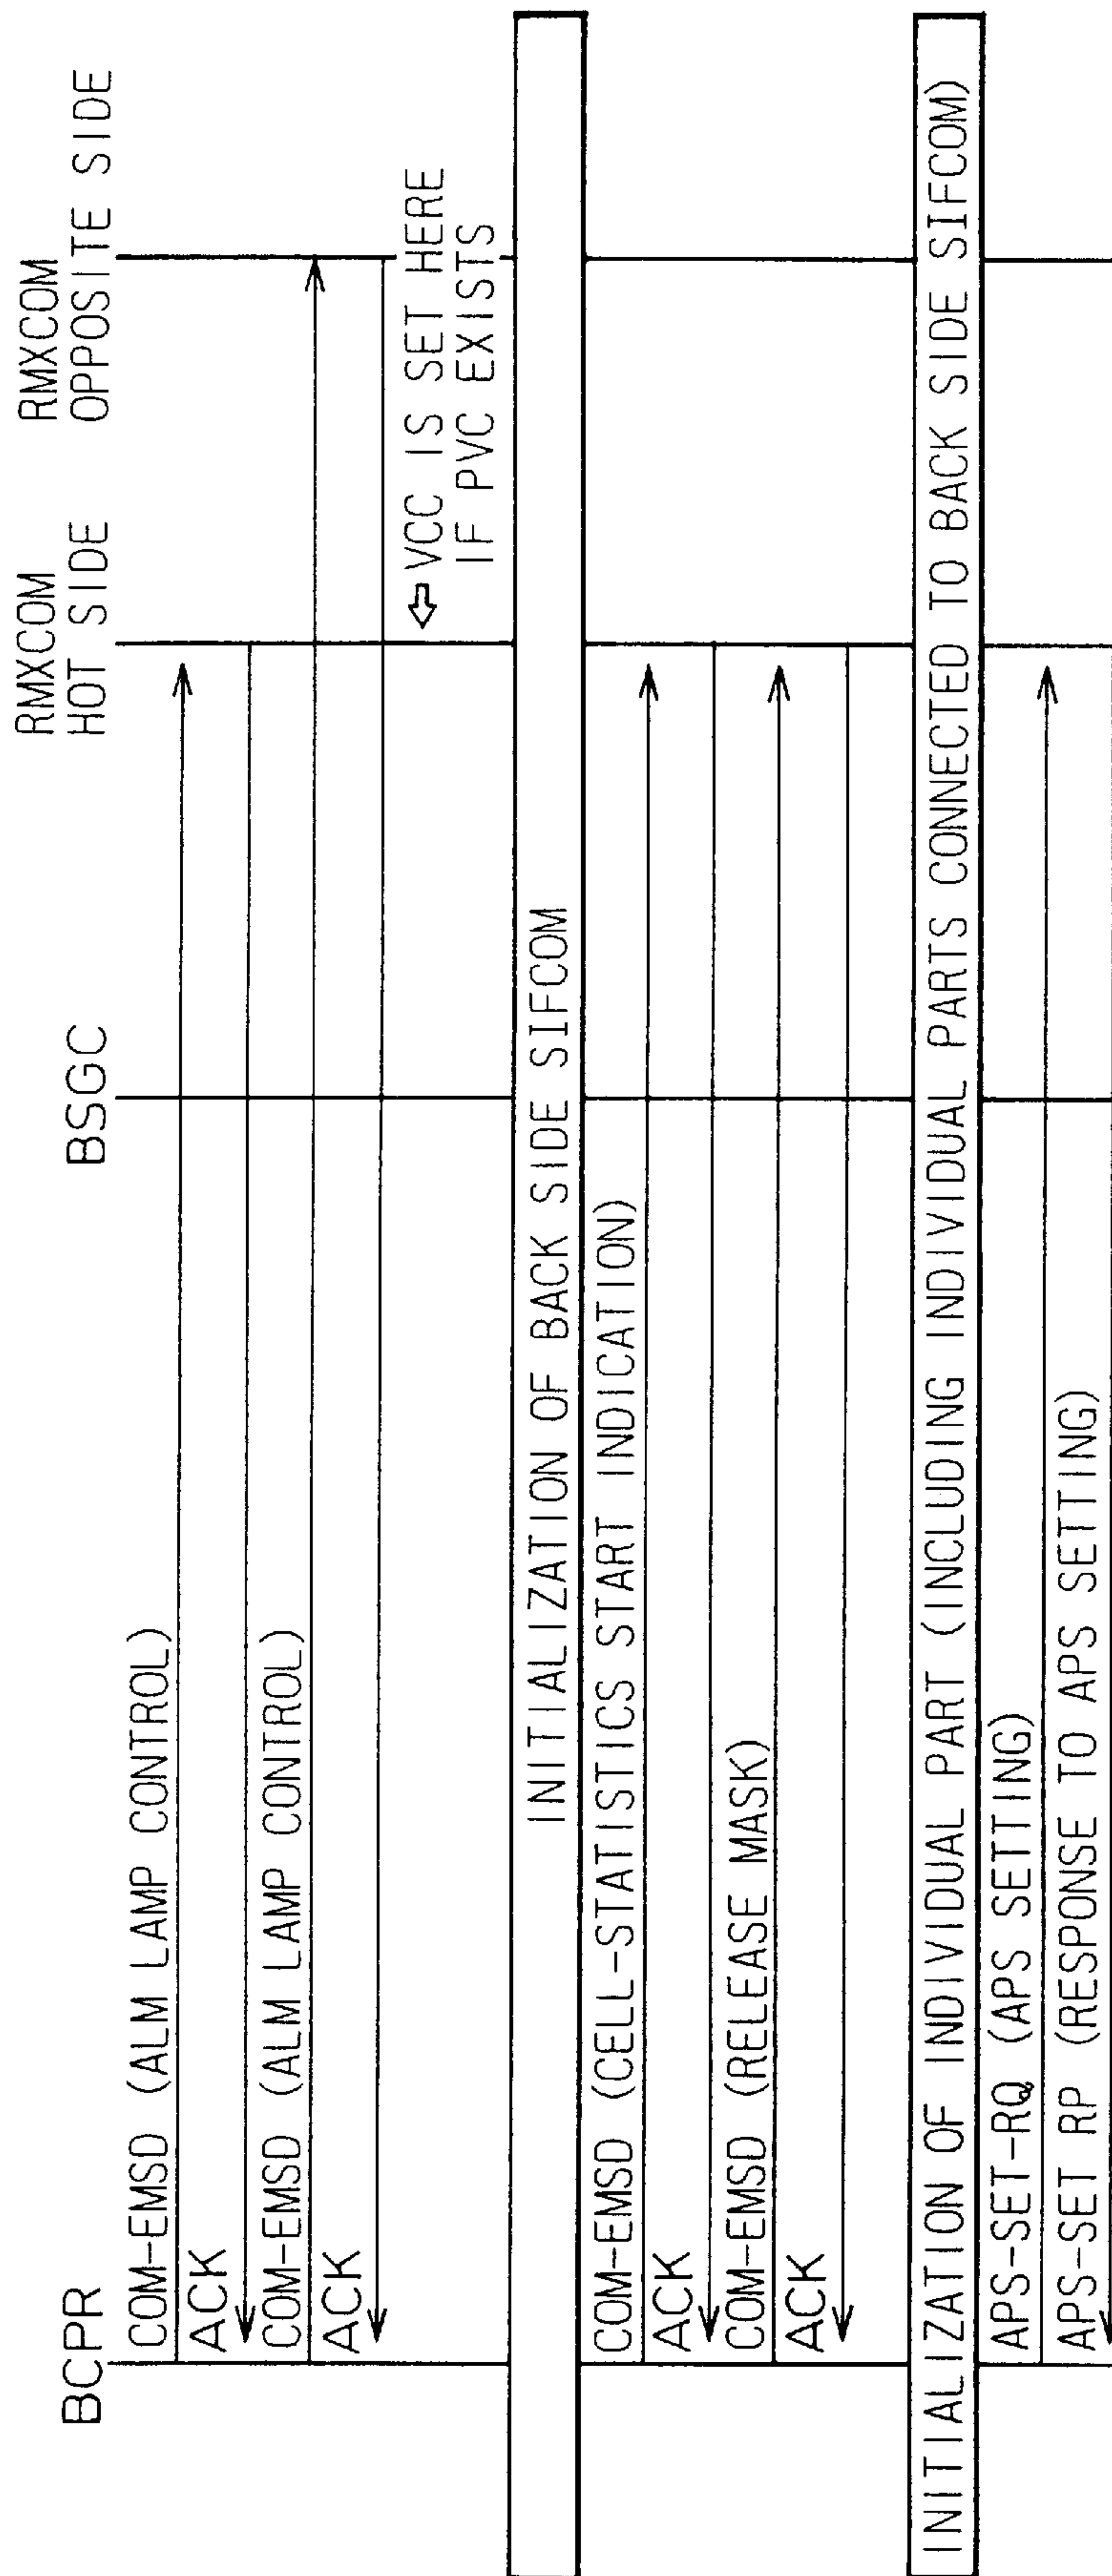 BCPR
BSGC
RMXCOM
HOT SIDE
RMXCOM
OPPOSITE SIDE
COM-EMSD (ALM LAMP CONTROL)
ACK
COM-EMSD (ALM LAMP CONTROL)
ACK
VCC IS SET HERE
IF PVC EXISTS
INITIALIZATION OF BACK SIDE SIFCOM
COM-EMSD (CELL-STATISTICS START INDICATION)
ACK
COM-EMSD (RELEASE MASK)
ACK
INITIALIZATION OF INDIVIDUAL PART (INCLUDING INDIVIDUAL PARTS CONNECTED TO BACK SIDE SIFCOM)
APS-SET-RQ (APS SETTING)
APS-SET RP (RESPONSE TO APS SETTING)